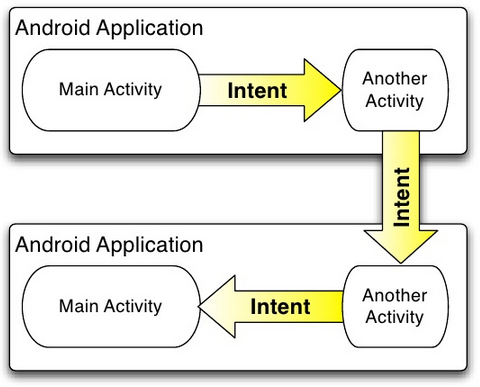 Android Application
Main Activity
Intent
Another
Activity
Intent
Android Application
Main Activity
Intent
Another
Activity